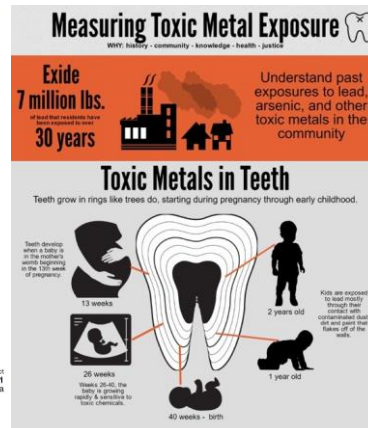 Measuring Toxic Metal Exposure
WHY: history - community - knowledge - health - justice
Exide
7 million lbs.
of lead that residents have
been exposed to over
30 years
Understand past
exposures to lead,
arsenic, and other
toxic metals in the
community
Toxic Metals in Teeth
Teeth grow in rings like trees do, starting during pregnancy through early childhood.
Teeth develop
when a baby is
in the mother's
womb beginning
in the 13th week
of pregnancy.
13 weeks
26 weeks
Weeks 26-40, the
baby is growing
rapidly & sensitive to
toxic chemicals.
40 weeks - birth
2 years old
Kids are exposed
to lead mostly
through their
contact with
contaminated dust,
dirt and paint that
flakes off of the
walls.
1 year old